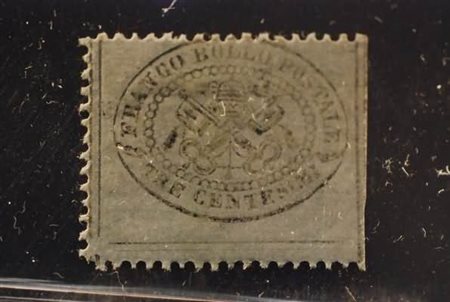 FRANCO BOLLO POSTALE
TRE CENTESIMI